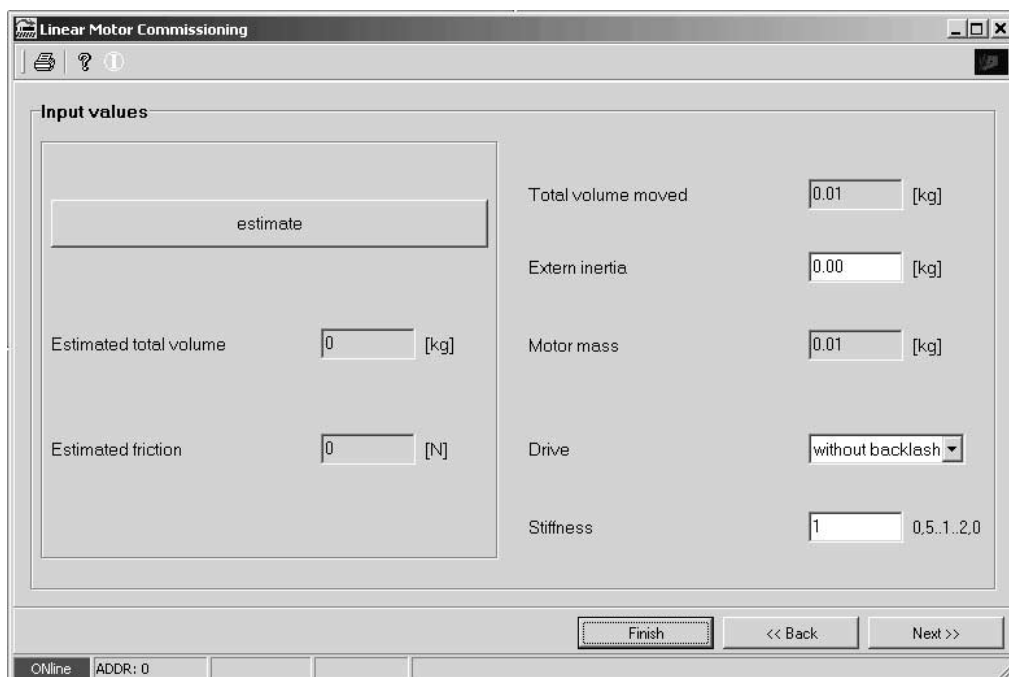 Linear Motor Commissioning
?
Input values
estimate
Estimated total volume 0 [kg]
Estimated friction 0 [N]
Total volume moved 0.01 [kg]
Extern inertia 0.00 [kg]
Motor mass 0.01 [kg]
Drive without backlash
Stiffness 1 0,5..1..2,0
Finish << Back Next >>
ONline ADDR: 0